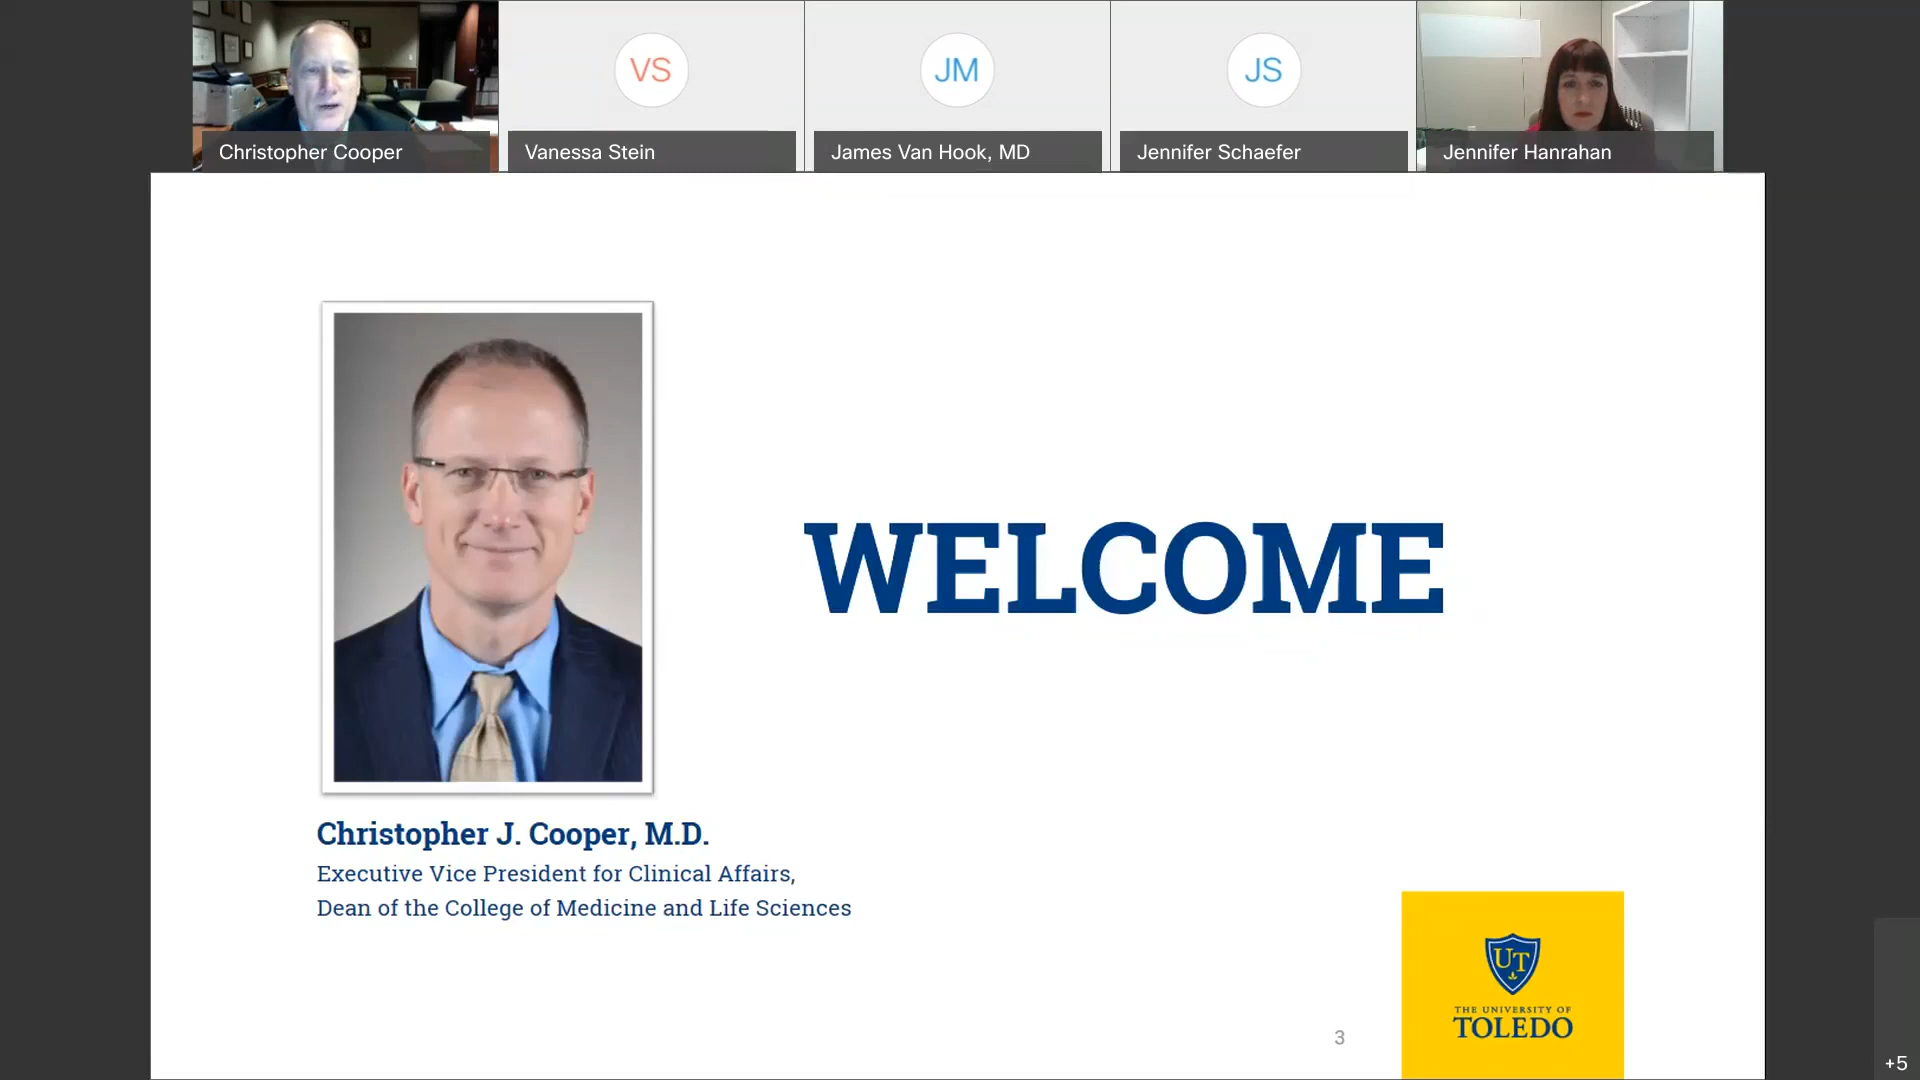 VS
JM
JS
Christopher Cooper
Vanessa Stein
James Van Hook, MD
Jennifer Schaefer
Jennifer Hanrahan
WELCOME
Christopher J. Cooper, M.D.
Executive Vice President for Clinical Affairs,
Dean of the College of Medicine and Life Sciences
UT
THE UNIVERSITY OF
TOLEDO
3
+5